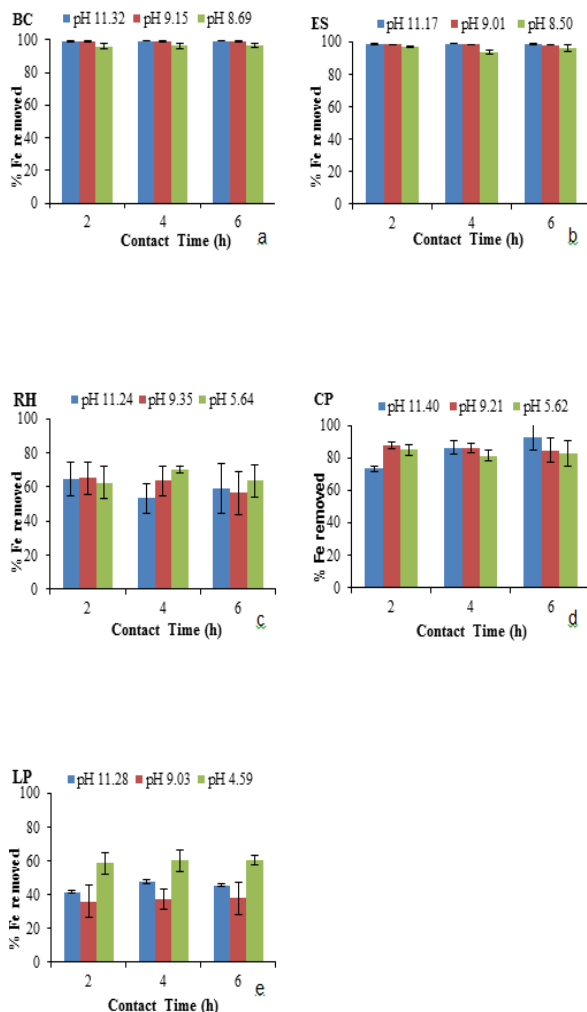 BC
pH 11.32 pH 9.15 pH 8.69
100
80
60
40
20
0
% Fe removed
2 4 6
Contact Time (h)
a
ES
pH 11.17 pH 9.01 pH 8.50
100
80
60
40
20
0
% Fe removed
2 4 6
Contact Time (h)
b
RH
pH 11.24 pH 9.35 pH 5.64
100
80
60
40
20
0
% Fe removed
2 4 6
Contact Time (h)
c
CP
pH 11.40 pH 9.21 pH 5.62
100
80
60
40
20
0
% Fe removed
2 4 6
Contact Time (h)
d
LP
pH 11.28 pH 9.03 pH 4.59
100
80
60
40
20
0
% Fe removed
2 4 6
Contact Time (h)
e